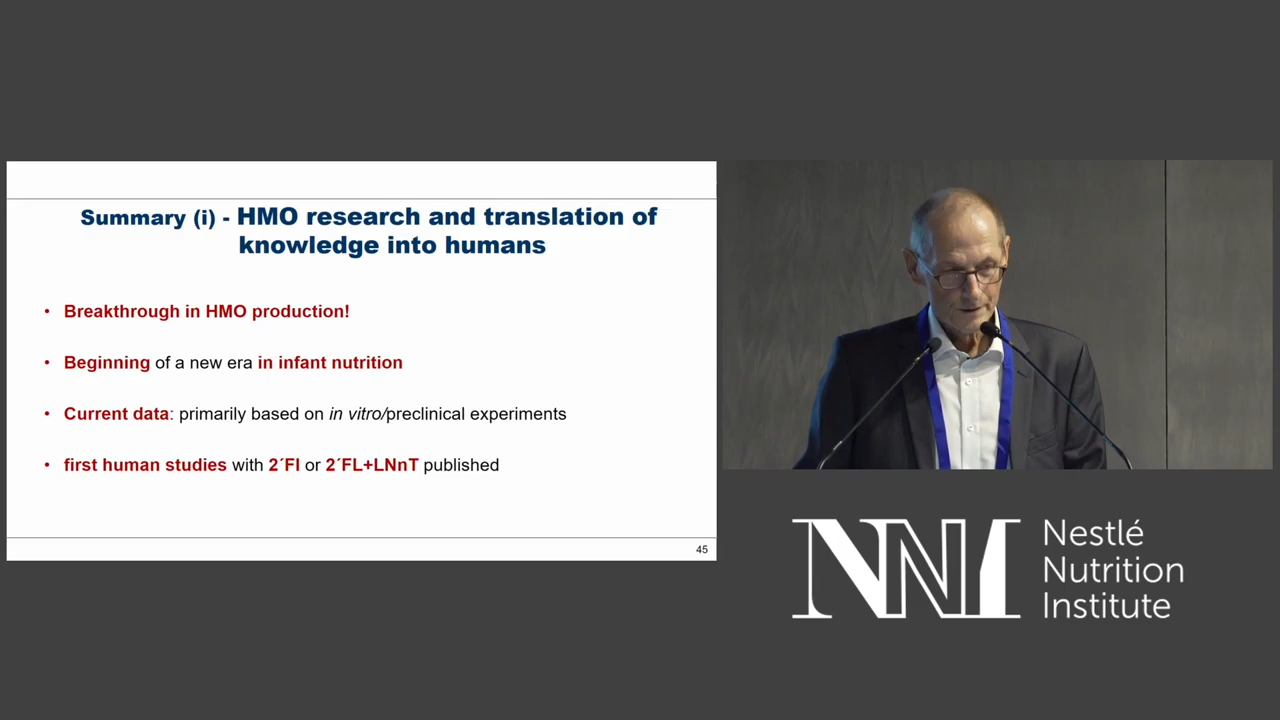 Summary (i) - HMO research and translation of
knowledge into humans
• Breakthrough in HMO production!
• Beginning of a new era in infant nutrition
• Current data: primarily based on in vitro/preclinical experiments
• first human studies with 2´Fl or 2´FL+LNnT published
45
NNI
Nestlé
Nutrition
Institute